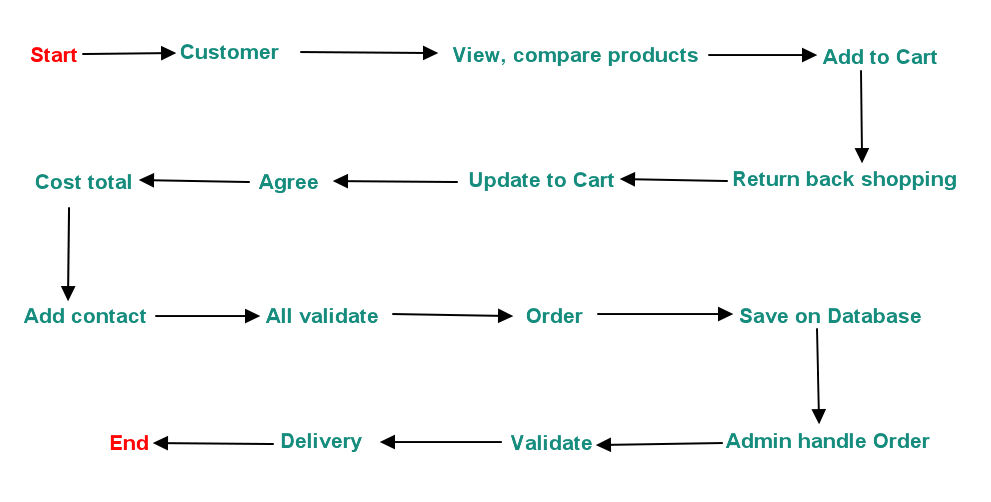 Start
Customer
View, compare products
Add to Cart
Return back shopping
Update to Cart
Agree
Cost total
Add contact
All validate
Order
Save on Database
Admin handle Order
Validate
Delivery
End